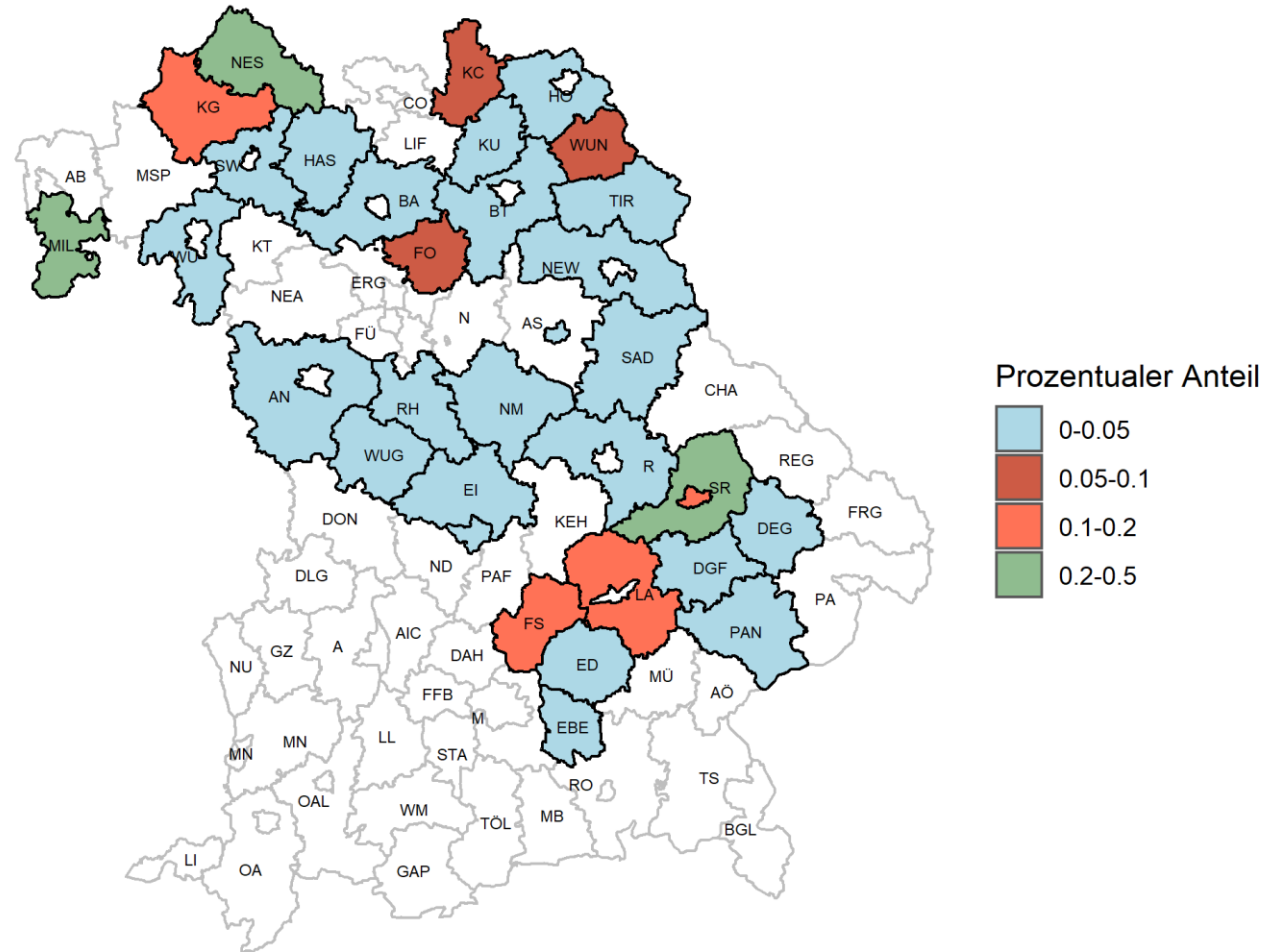 NES
KC
KG
CO
HO
LIF
KU
WUN
HAS
SW
AB
MSP
BA
BT
TIR
MIL
WÜ
KT
FO
NEW
ERG
NEA
FÜ
N
AS
SAD
AN
RH
NM
CHA
WUG
EI
R
REG
SR
DON
KEH
DEG
FRG
ND
PAF
DLG
DGF
PA
LA
FS
PAN
AIC
A
GZ
NU
DAH
ED
MÜ
AÖ
FFB
M
EBE
LL
STA
MN
MN
RO
TS
OAL
WM
TÖL
MB
BGL
LI
OA
GAP
Prozentualer Anteil
0-0.05
0.05-0.1
0.1-0.2
0.2-0.5